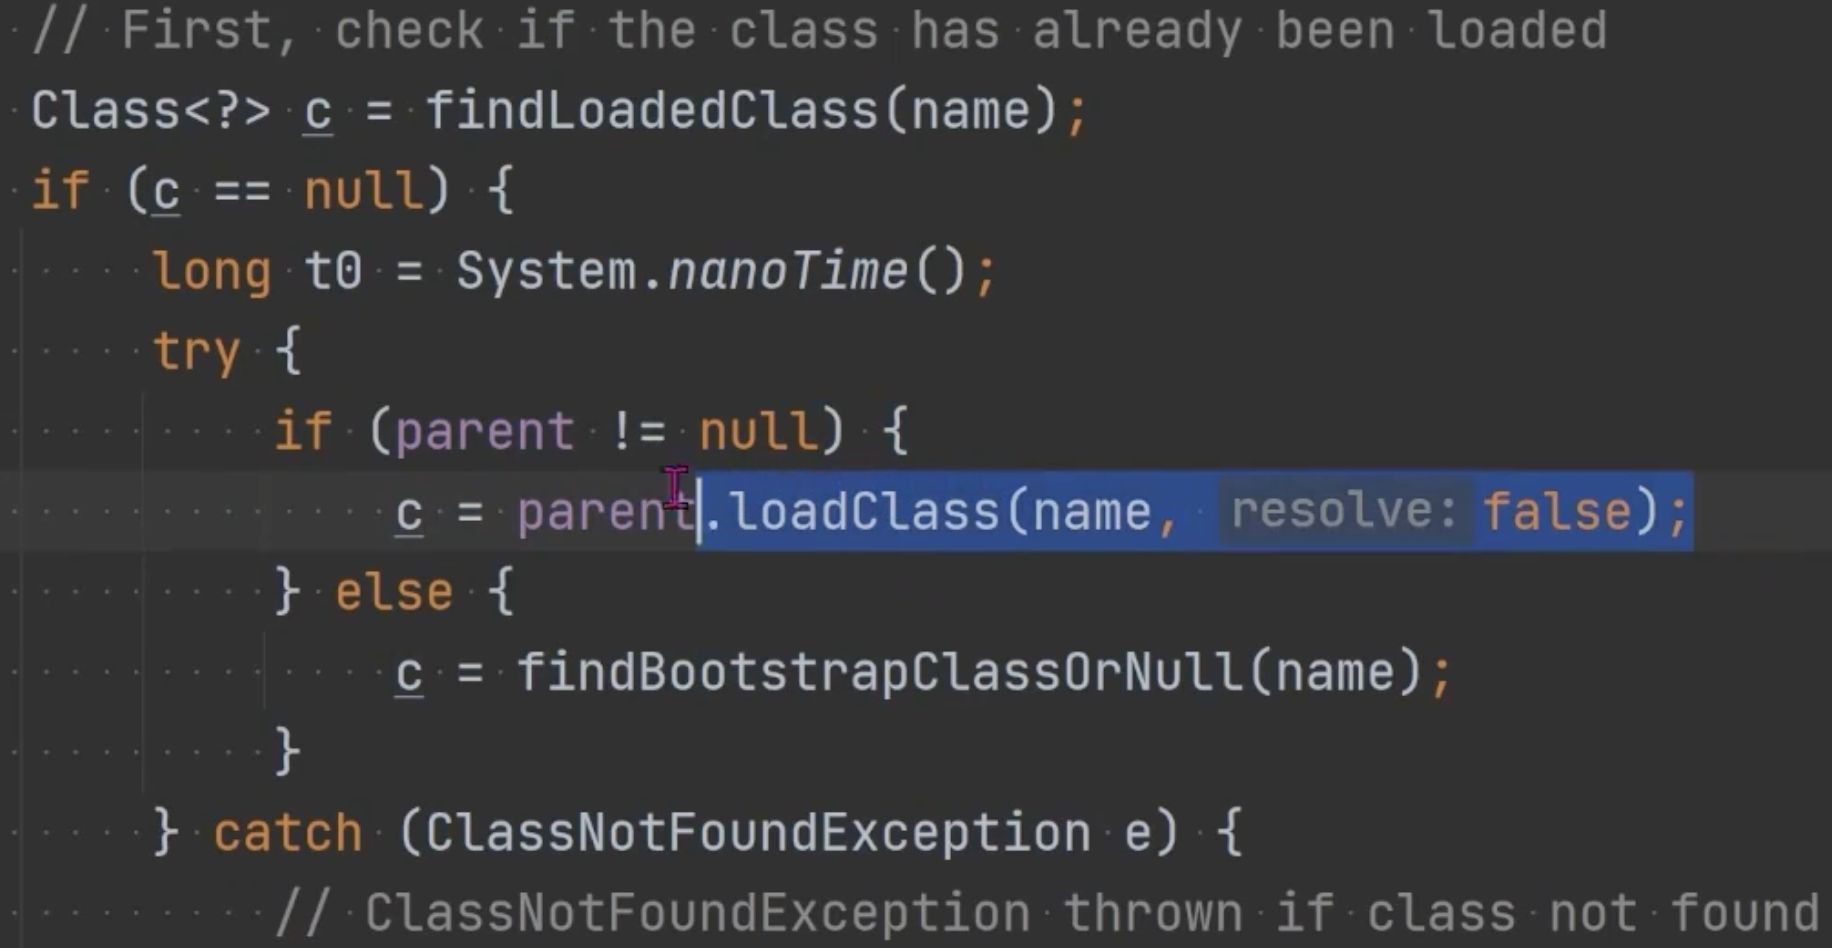 // First, check if the class has already been loaded
Class<?> c = findLoadedClass(name);
if (c == null) {
long t0 = System.nanoTime();
try {
if (parent != null) {
c = parent.loadClass(name, resolve: false);
} else {
c = findBootstrapClassOrNull(name);
}
} catch (ClassNotFoundException e) {
// ClassNotFoundException thrown if class not found